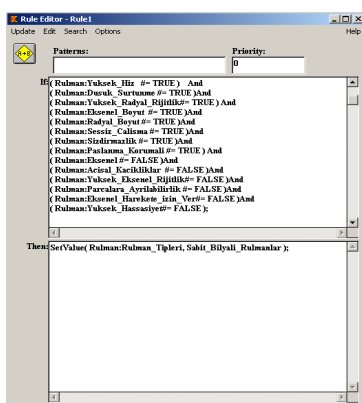 Rule Editor - Rule1
Update Edit Search Options Help
A+B
Patterns: Priority:
0
If:
( Rulman:Yuksek_Hiz #= TRUE ) And
( Rulman:Dusuk_Surtunme #= TRUE )And
( Rulman:Yuksek_Radyal_Rijitlik#= TRUE ) And
( Rulman:Eksenel_Boyut #= TRUE )And
( Rulman:Radyal_Boyut #= TRUE )And
( Rulman:Sessiz_Calisma #= TRUE )And
( Rulman:Sizdirmazlik #= TRUE )And
( Rulman:Paslanma_Korumali #= TRUE ) And
( Rulman:Eksenel #= FALSE )And
( Rulman:Acisal_Kacikliklar #= FALSE )And
( Rulman:Yuksek_Eksenel_Rijitlik#= FALSE )And
( Rulman:Parcalara_Ayrilabilirlik #= FALSE )And
( Rulman:Eksenel_Harekete_izin_Ver#= FALSE )And
( Rulman:Yuksek_Hassasiyet#= FALSE );
Then: SetValue( Rulman:Rulman_Tipleri, Sabit_Bilyali_Rulmanlar );